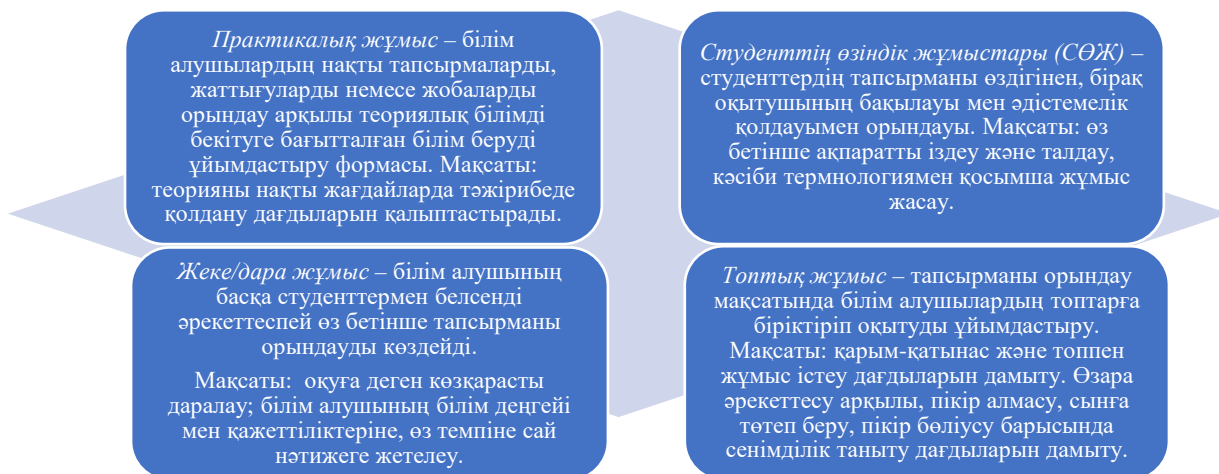 Практикалық жұмыс – білім
алушылардың нақты тапсырмаларды,
жаттығуларды немесе жобаларды
орындау арқылы теориялық білімді
бекітуге бағытталған білім беруді
ұйымдастыру формасы. Мақсаты:
теорияны нақты жағдайларда тәжірибеде
қолдану дағдыларын қалыптастырады.
Студенттің өзіндік жұмыстары (СӨЖ) –
студенттердің тапсырманы өздігінен, бірақ
оқытушының бақылауы мен әдістемелік
қолдауымен орындауы. Мақсаты: өз
бетінше ақпаратты іздеу және талдау,
кәсіби термнологиямен қосымша жұмыс
жасау.
Жеке/дара жұмыс – білім алушының
басқа студенттермен белсенді
әрекеттеспей өз бетінше тапсырманы
орындауды көздейді.
Мақсаты: оқуға деген көзқарасты
даралау; білім алушының білім деңгейі
мен қажеттіліктеріне, өз темпіне сай
нәтижеге жетелеу.
Топтық жұмыс – тапсырманы орындау
мақсатында білім алушылардың топтарға
біріктіріп оқытуды ұйымдастыру.
Мақсаты: қарым-қатынас және топпен
жұмыс істеу дағдыларын дамыту. Өзара
әрекеттесу арқылы, пікір алмасу, сынға
төтеп беру, пікір бөліусу барысында
сенімділік таныту дағдыларын дамыту.